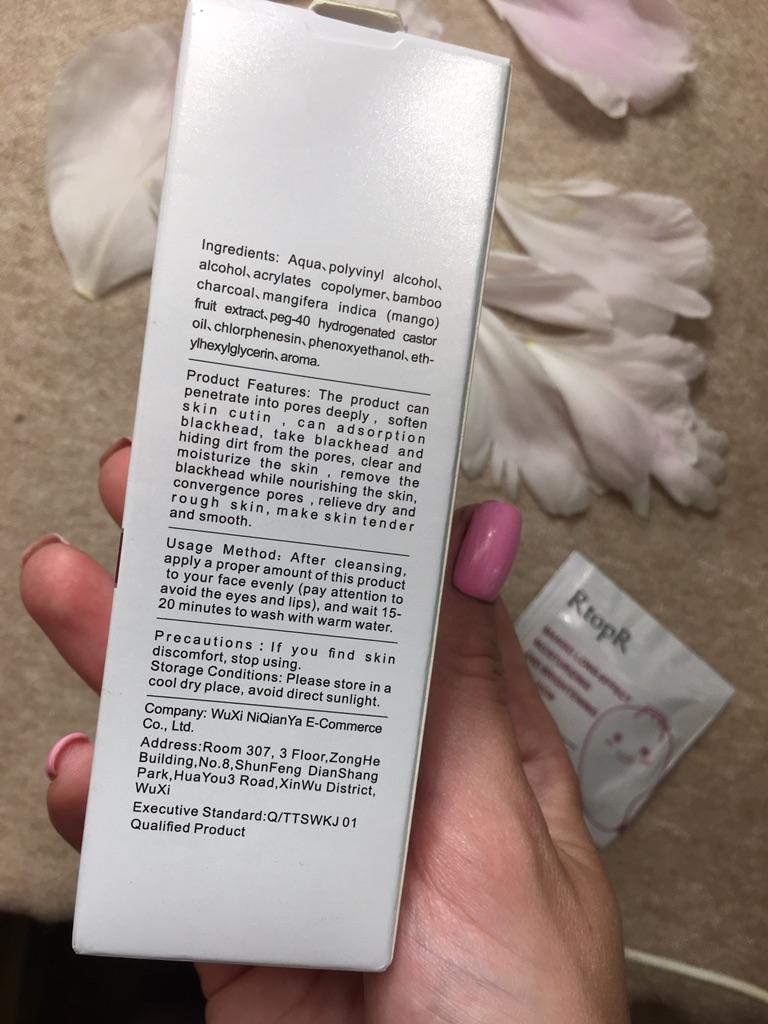 Ingredients: Aqua、polyvinyl alcohol、
alcohol、acrylates copolymer、bamboo
charcoal、mangifera indica (mango)
fruit extract、peg-40 hydrogenated castor
oil、chlorphenesin、phenoxyethanol、eth-
ylhexylglycerin、aroma.
Product Features: The product can
penetrate into pores deeply , soften
skin cutin , can adsorption
blackhead, take blackhead and
hiding dirt from the pores, clear and
moisturize the skin , remove the
blackhead while nourishing the skin,
convergence pores , relieve dry and
rough skin, make skin tender
and smooth.
Usage Method: After cleansing,
apply a proper amount of this product
to your face evenly (pay attention to
avoid the eyes and lips), and wait 15-
20 minutes to wash with warm water.
Precautions : If you find skin
discomfort, stop using.
Storage Conditions: Please store in a
cool dry place, avoid direct sunlight.
Company: WuXi NiQianYa E-Commerce
Co., Ltd.
Address:Room 307, 3 Floor,ZongHe
Building,No.8,ShunFeng DianShang
Park,HuaYou3 Road,XinWu District,
WuXi
Executive Standard:Q/TTSWKJ 01
Qualified Product
RtopR
MANGO LONG-EFFECT
MOISTURIZING
BRIGHTENING